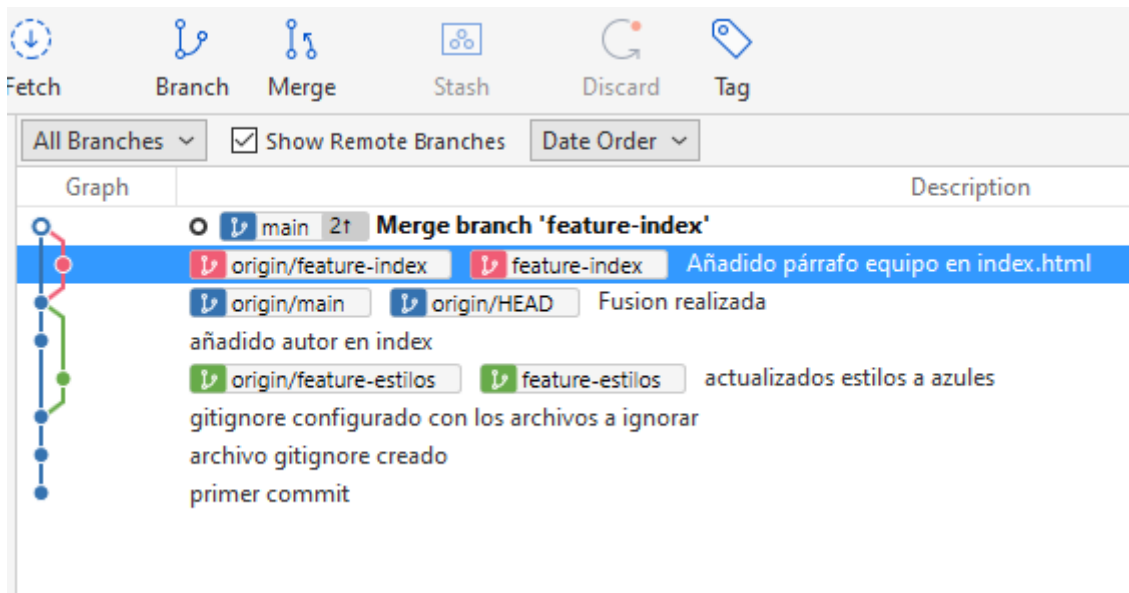 Fetch Branch Merge Stash Discard Tag
All Branches Show Remote Branches Date Order
Graph Description
main 2↑ Merge branch 'feature-index'
origin/feature-index feature-index Añadido párrafo equipo en index.html
origin/main origin/HEAD Fusion realizada
añadido autor en index
origin/feature-estilos feature-estilos actualizados estilos a azules
gitignore configurado con los archivos a ignorar
archivo gitignore creado
primer commit